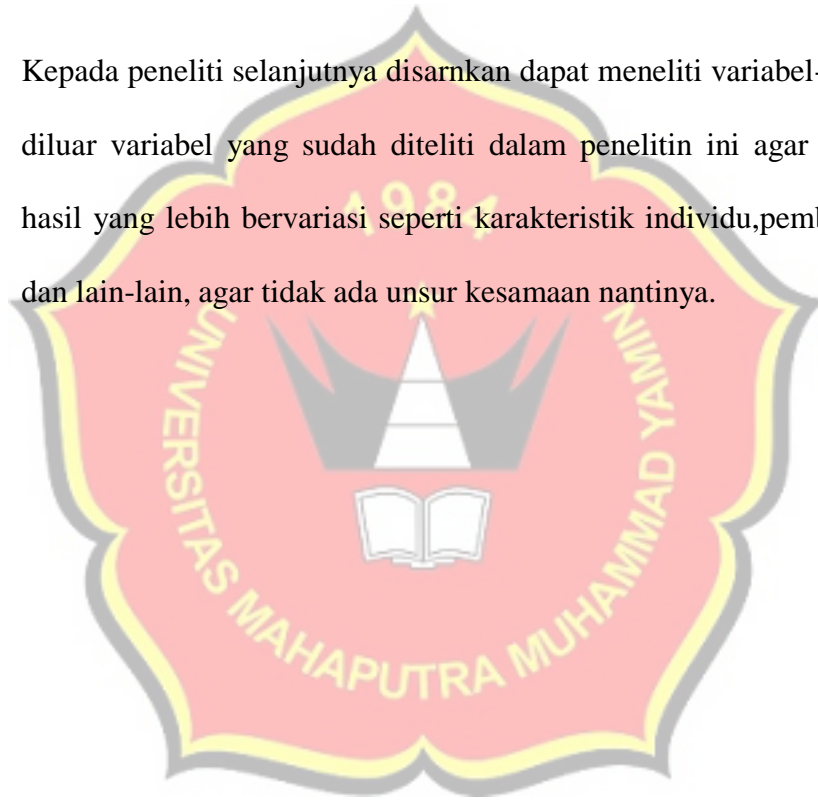 Kepada peneliti selanjutnya disarnkan dapat meneliti variabel-
diluar variabel yang sudah diteliti dalam penelitin ini agar
hasil yang lebih bervariasi seperti karakteristik individu,pemb
dan lain-lain, agar tidak ada unsur kesamaan nantinya.
1984
UNIVERSITAS MAHAPUTRA MUHAMMAD YAMIN